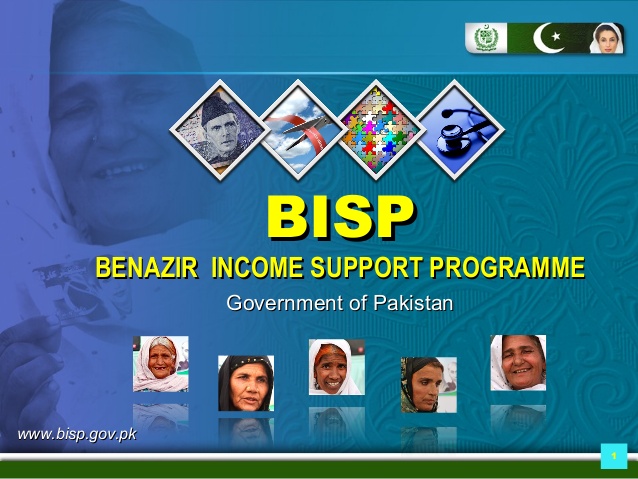 BISP
BENAZIR INCOME SUPPORT PROGRAMME
Government of Pakistan
www.bisp.gov.pk
1